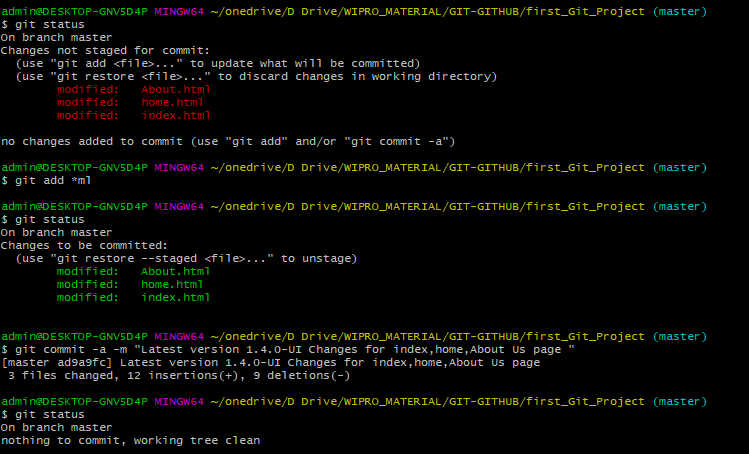 admin@DESKTOP-GNVSD4P MINGW64 ~/onedrive/D Drive/WIPRO_MATERIAL/GIT-GITHUB/first_Git_Project (master)
$ git status
On branch master
Changes not staged for commit:
  (use "git add <file>..." to update what will be committed)
  (use "git restore <file>..." to discard changes in working directory)
        modified:   About.html
        modified:   home.html
        modified:   index.html

no changes added to commit (use "git add" and/or "git commit -a")

admin@DESKTOP-GNVSD4P MINGW64 ~/onedrive/D Drive/WIPRO_MATERIAL/GIT-GITHUB/first_Git_Project (master)
$ git add *ml

admin@DESKTOP-GNVSD4P MINGW64 ~/onedrive/D Drive/WIPRO_MATERIAL/GIT-GITHUB/first_Git_Project (master)
$ git status
On branch master
Changes to be committed:
  (use "git restore --staged <file>..." to unstage)
        modified:   About.html
        modified:   home.html
        modified:   index.html


admin@DESKTOP-GNVSD4P MINGW64 ~/onedrive/D Drive/WIPRO_MATERIAL/GIT-GITHUB/first_Git_Project (master)
$ git commit -a -m "Latest version 1.4.0-UI Changes for index,home,About Us page "
[master ad9a9fc] Latest version 1.4.0-UI Changes for index,home,About Us page
 3 files changed, 12 insertions(+), 9 deletions(-)

admin@DESKTOP-GNVSD4P MINGW64 ~/onedrive/D Drive/WIPRO_MATERIAL/GIT-GITHUB/first_Git_Project (master)
$ git status
On branch master
nothing to commit, working tree clean